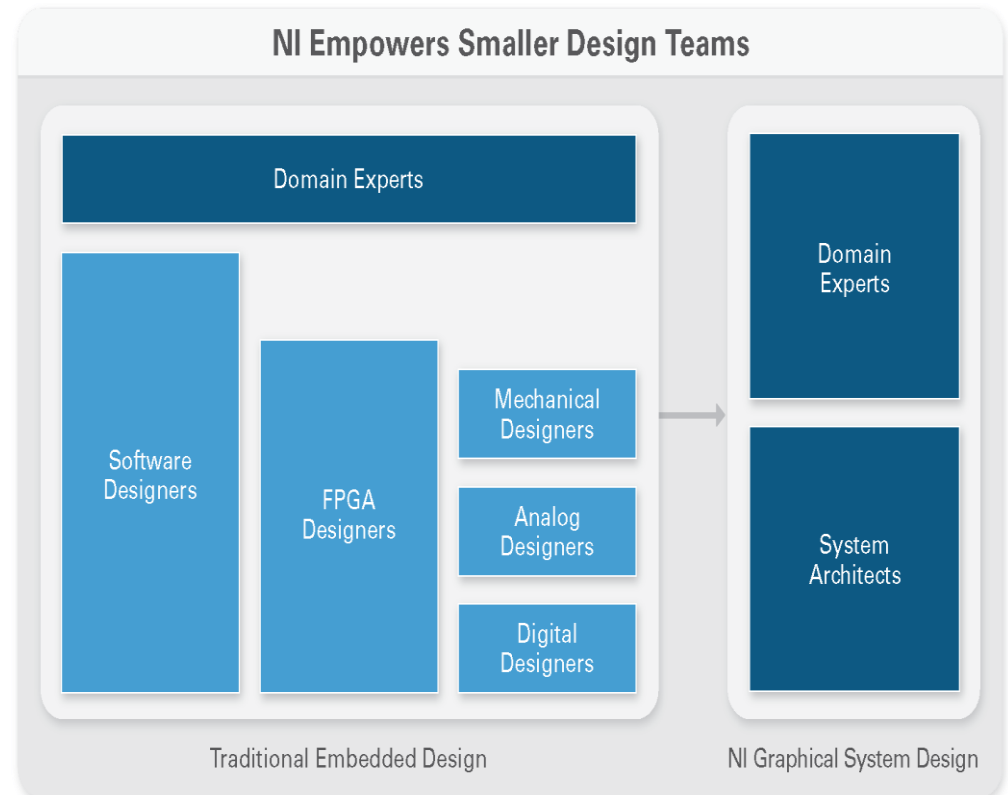 NI Empowers Smaller Design Teams
Domain Experts
Software
Designers
FPGA
Designers
Mechanical
Designers
Analog
Designers
Digital
Designers
Traditional Embedded Design
Domain
Experts
System
Architects
NI Graphical System Design